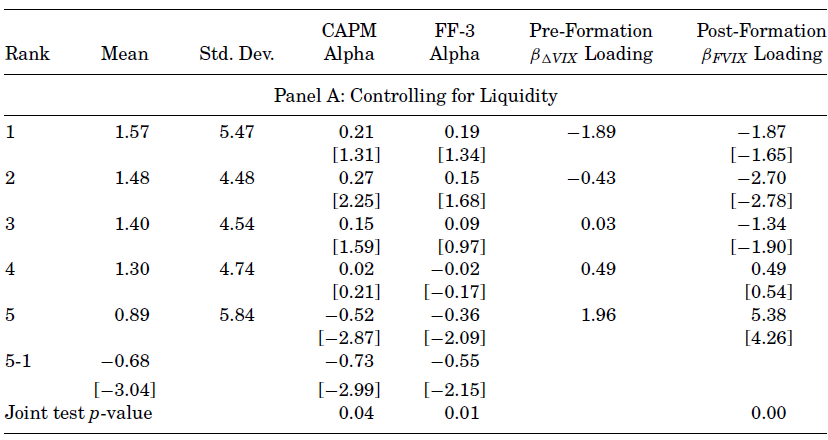 CAPM FF-3 Pre-Formation Post-Formation
Rank Mean Std. Dev. Alpha Alpha βΔVIX Loading βFVIX Loading
Panel A: Controlling for Liquidity
1 1.57 5.47 0.21 0.19 −1.89 −1.87
[1.31] [1.34] [−1.65]
2 1.48 4.48 0.27 0.15 −0.43 −2.70
[2.25] [1.68] [−2.78]
3 1.40 4.54 0.15 0.09 0.03 −1.34
[1.59] [0.97] [−1.90]
4 1.30 4.74 0.02 −0.02 0.49 0.49
[0.21] [−0.17] [0.54]
5 0.89 5.84 −0.52 −0.36 1.96 5.38
[−2.87] [−2.09] [4.26]
5-1 −0.68 −0.73 −0.55
[−3.04] [−2.99] [−2.15]
Joint test p-value 0.04 0.01 0.00